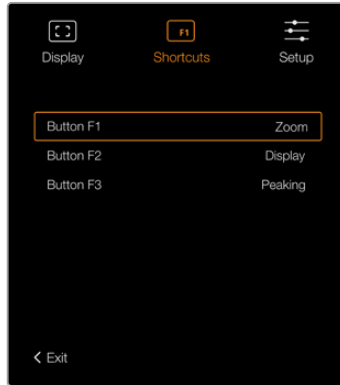 F1
Display Shortcuts Setup
Button F1 Zoom
Button F2 Display
Button F3 Peaking
Exit